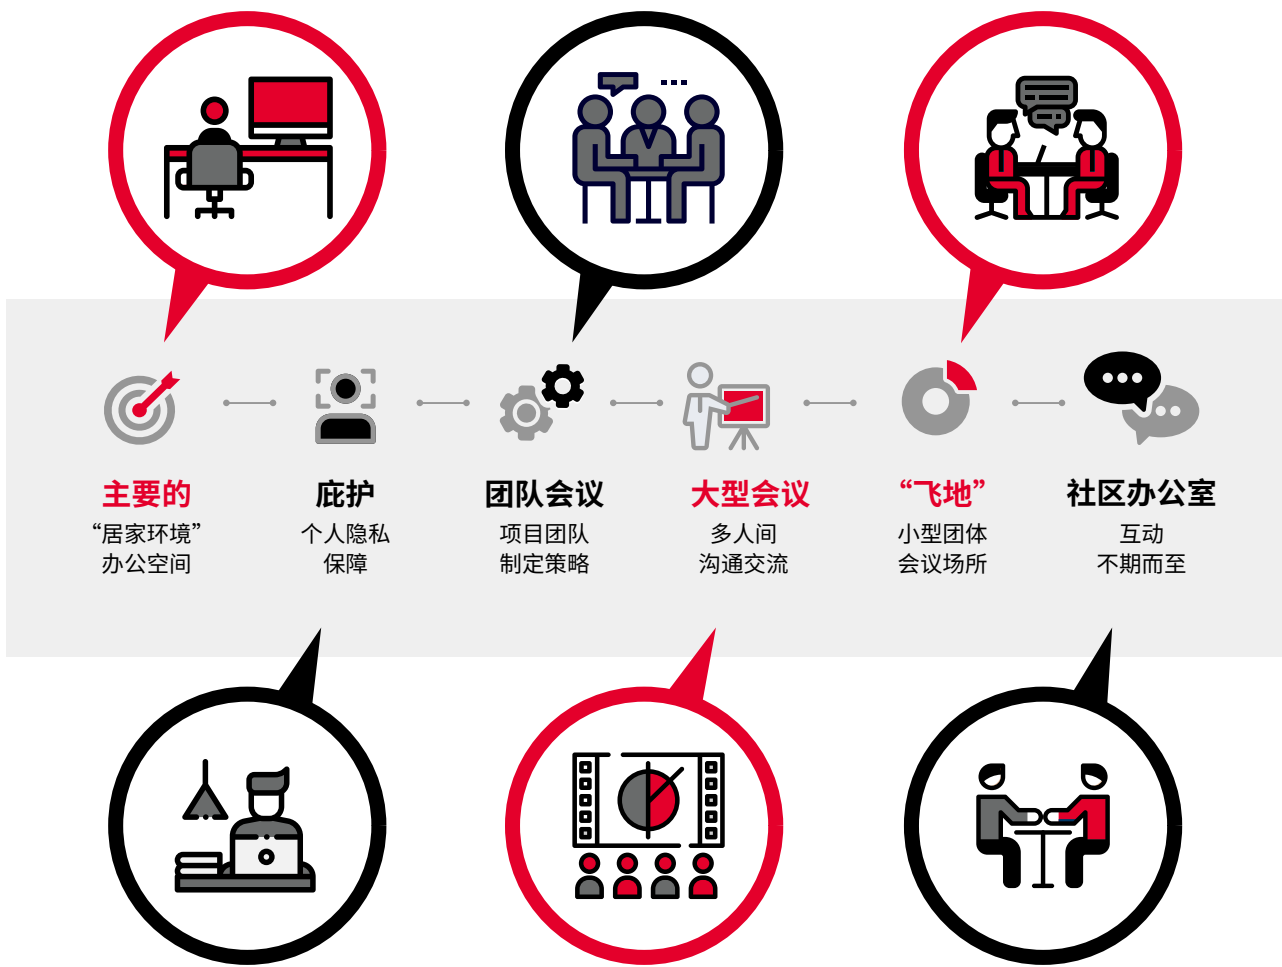 主要的
“居家环境”
办公空间
庇护
个人隐私
保障
团队会议
项目团队
制定策略
大型会议
多人间
沟通交流
“飞地”
小型团体
会议场所
社区办公室
互动
不期而至